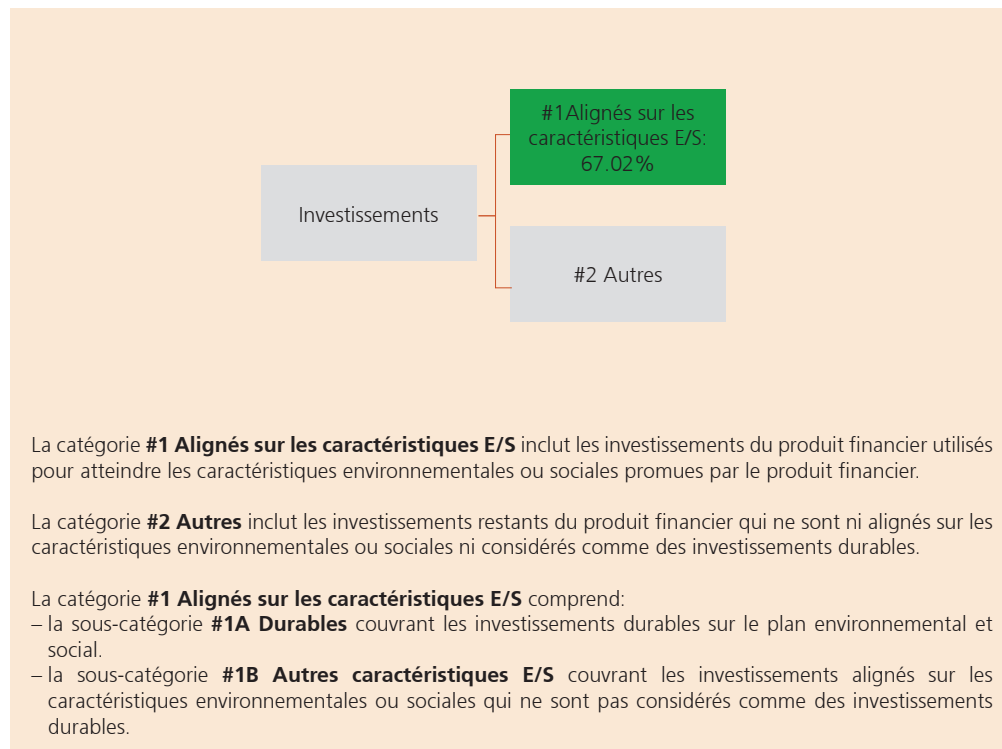 #1Alignés sur les
caractéristiques E/S:
67.02%
Investissements
#2 Autres
La catégorie #1 Alignés sur les caractéristiques E/S inclut les investissements du produit financier utilisés
pour atteindre les caractéristiques environnementales ou sociales promues par le produit financier.
La catégorie #2 Autres inclut les investissements restants du produit financier qui ne sont ni alignés sur les
caractéristiques environnementales ou sociales ni considérés comme des investissements durables.
La catégorie #1 Alignés sur les caractéristiques E/S comprend:
– la sous-catégorie #1A Durables couvrant les investissements durables sur le plan environnemental et
social.
– la sous-catégorie #1B Autres caractéristiques E/S couvrant les investissements alignés sur les
caractéristiques environnementales ou sociales qui ne sont pas considérés comme des investissements
durables.